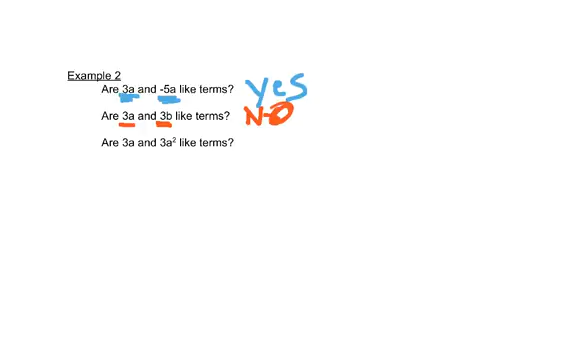 Example 2
Are 3a and -5a like terms? yes
Are 3a and 3b like terms? NO
Are 3a and 3a² like terms?